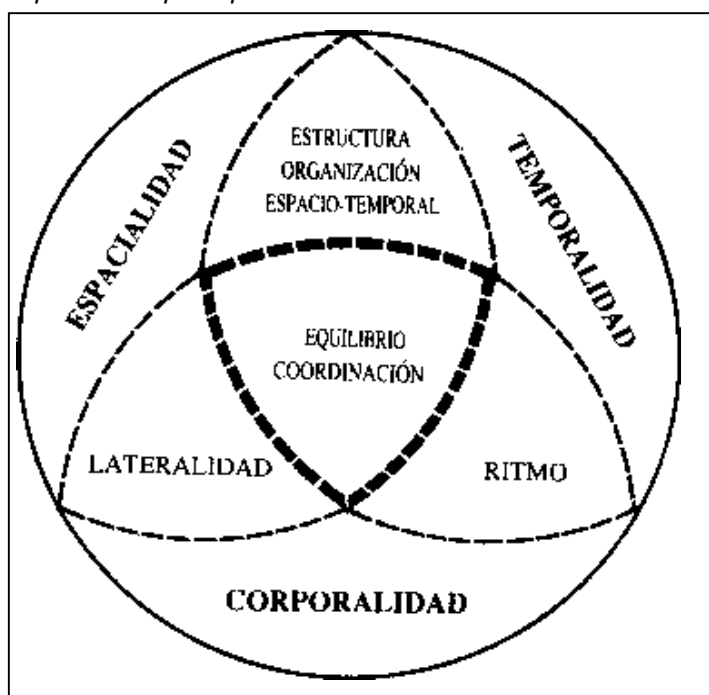 ESTRUCTURA
ORGANIZACIÓN
ESPACIO-TEMPORAL
ESPACIALIDAD
TEMPORALIDAD
EQUILIBRIO
COORDINACIÓN
LATERALIDAD
RITMO
CORPORALIDAD